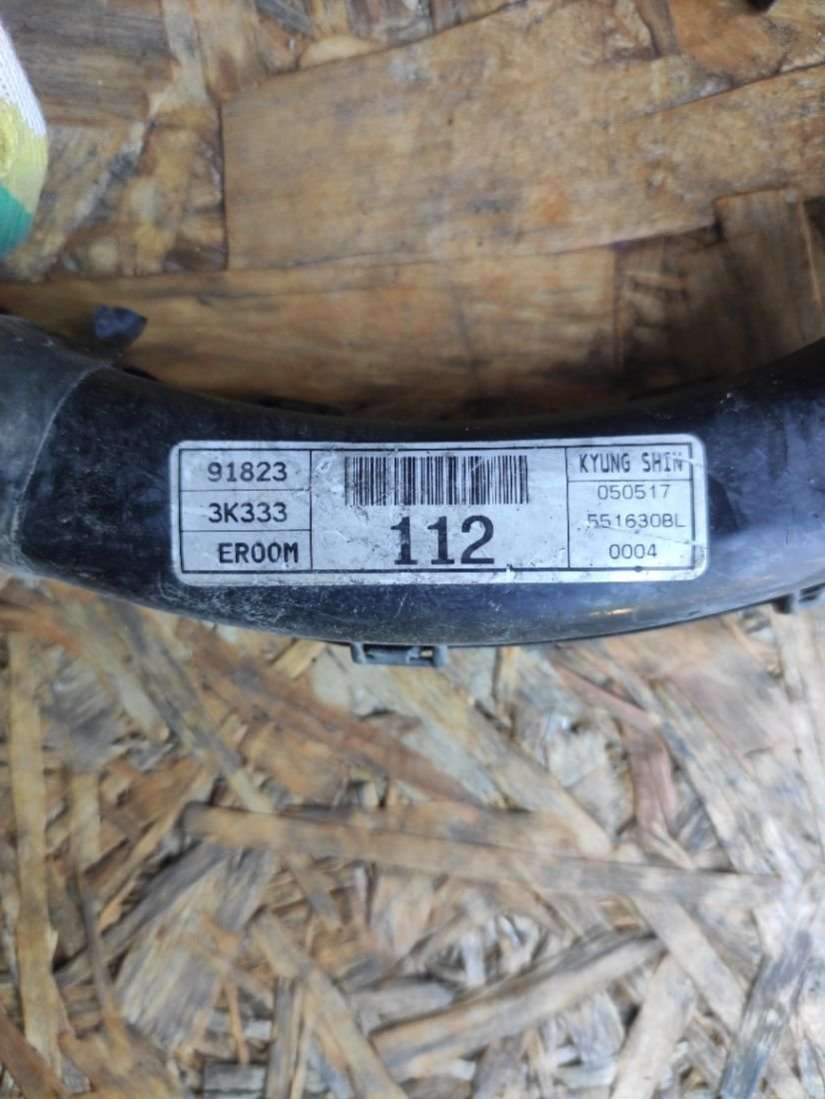 91823
3K333
EROOM
112
KYUNG SHIN
050517
551630BL
0004